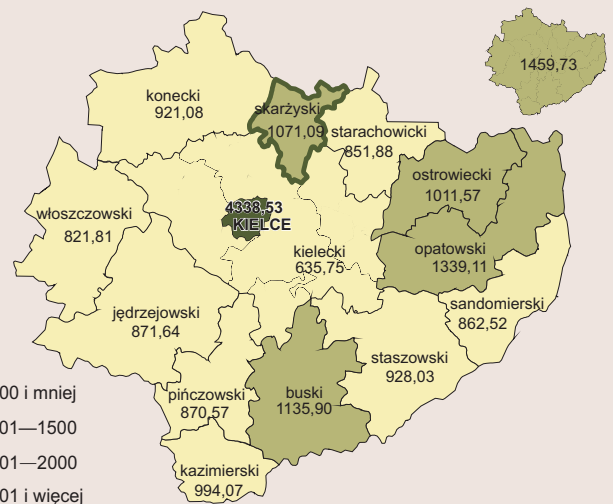 1459,73
konecki
921,08
skarżyski
1071,09
starachowicki
851,88
ostrowiecki
1011,57
włoszczowski
821,81
4338,53
KIELCE
opatowski
1339,11
kielecki
635,75
jędrzejowski
871,64
sandomierski
862,52
staszowski
928,03
pińczowski
870,57
buski
1135,90
kazimierski
994,07
00 i mniej
01—1500
01—2000
01 i więcej